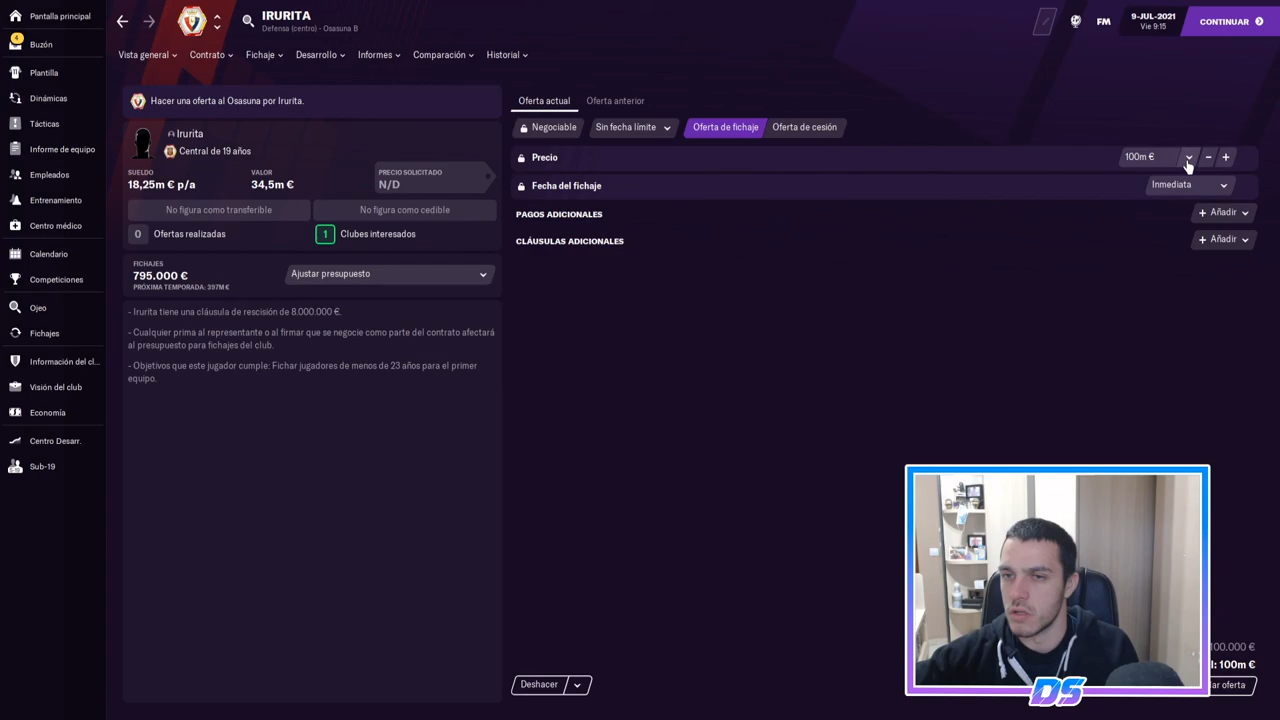 Pantalla principal
4
Buzón
Plantilla
Dinámicas
Tácticas
Informe de equipo
Empleados
Entrenamiento
Centro médico
Calendario
Competiciones
Ojeo
Fichajes
Información del cl...
Visión del club
Economía
Centro Desarr.
Sub-19
IRURITA
Defensa (centro) - Osasuna B
FM
9-JUL-2021
Vie 9:15
CONTINUAR
Vista general
Contrato
Fichaje
Desarrollo
Informes
Comparación
Historial
Hacer una oferta al Osasuna por Irurita.
Irurita
Central de 19 años
SUELDO
18,25m € p/a
VALOR
34,5m €
PRECIO SOLICITADO
N/D
No figura como transferible
No figura como cedible
0 Ofertas realizadas
1 Clubes interesados
FICHAJES
795.000 €
PRÓXIMA TEMPORADA: 397M €
Ajustar presupuesto
- Irurita tiene una cláusula de rescisión de 8.000.000 €.
- Cualquier prima al representante o al firmar que se negocie como parte del contrato afectará
al presupuesto para fichajes del club.
- Objetivos que este jugador cumple: Fichar jugadores de menos de 23 años para el primer
equipo.
Oferta actual
Oferta anterior
Negociable
Sin fecha límite
Oferta de fichaje
Oferta de cesión
Precio
100m €
Fecha del fichaje
Inmediata
PAGOS ADICIONALES
+ Añadir
CLÁUSULAS ADICIONALES
+ Añadir
Deshacer
100.000 €
l: 100m €
ar oferta
DS